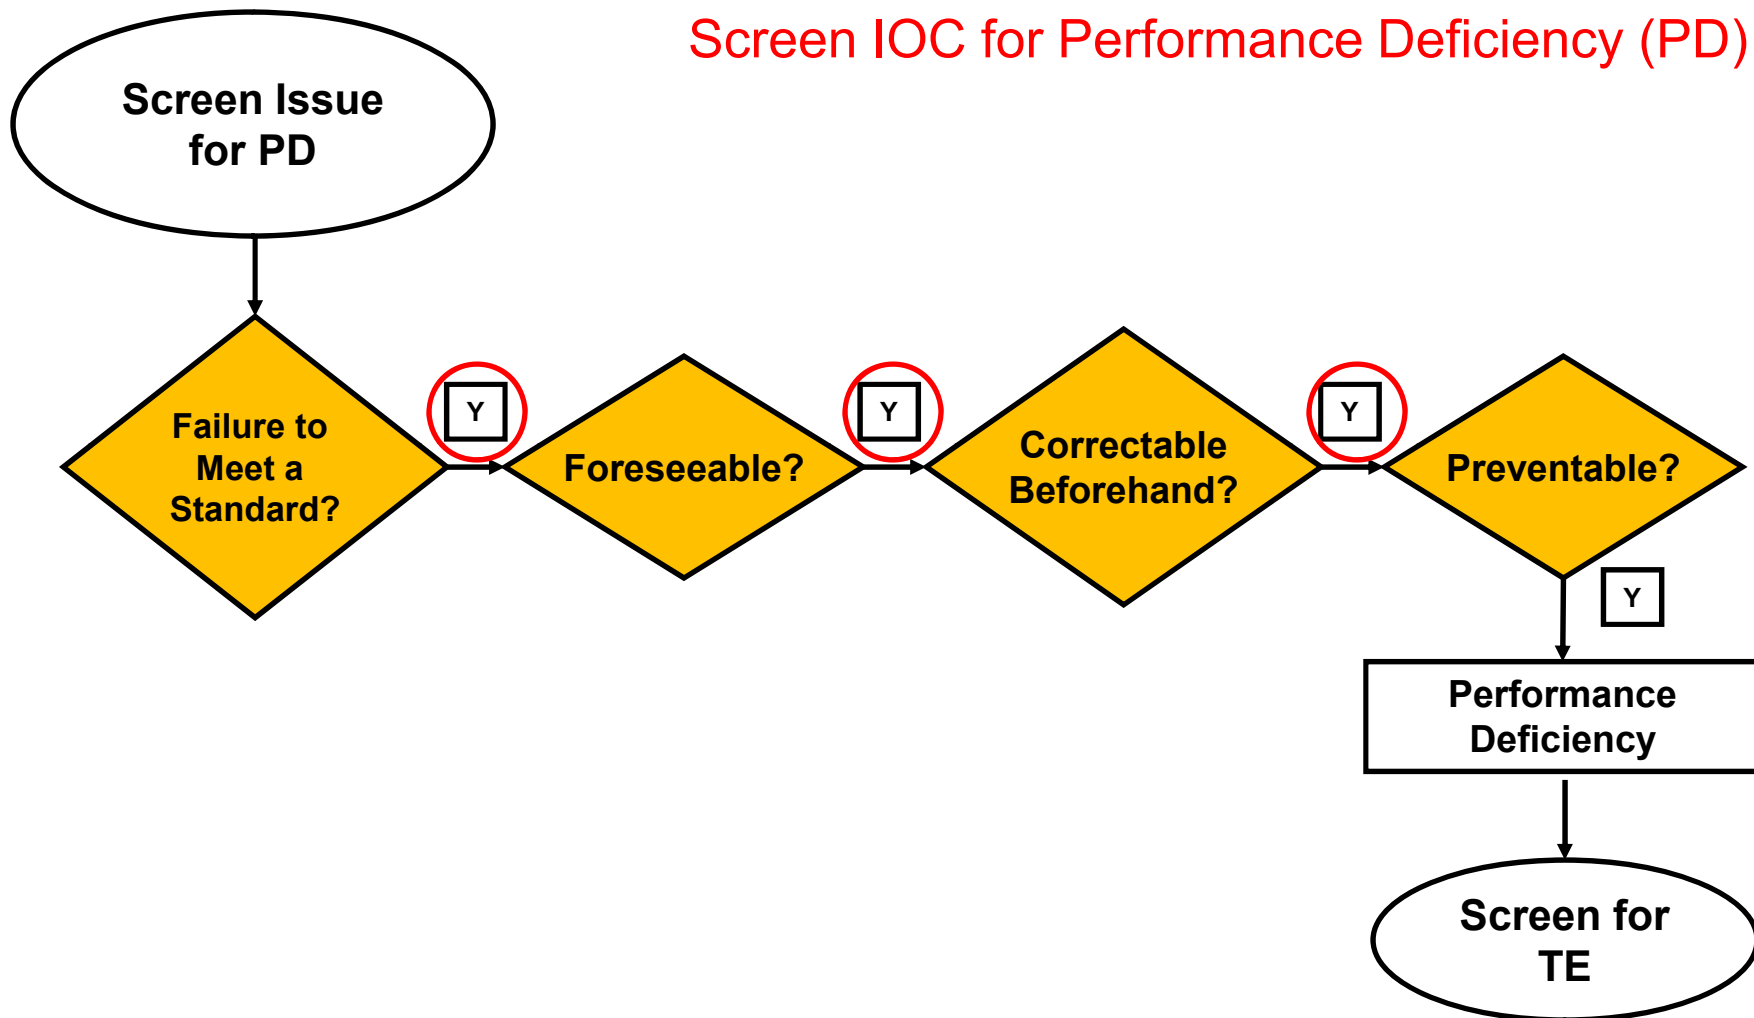 Screen IOC for Performance Deficiency (PD)
Screen Issue
for PD
Failure to
Meet a
Standard?
Y
Foreseeable?
Y
Correctable
Beforehand?
Y
Preventable?
Y
Performance
Deficiency
Screen for
TE